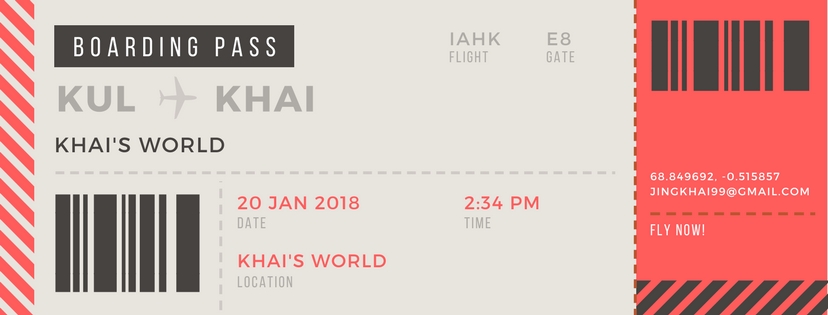 BOARDING PASS
KUL KHAI
KHAI'S WORLD
IAHK E8
FLIGHT GATE
20 JAN 2018 2:34 PM
DATE TIME
KHAI'S WORLD
LOCATION
68.849692, -0.515857
JINGKHAI99@GMAIL.COM
FLY NOW!